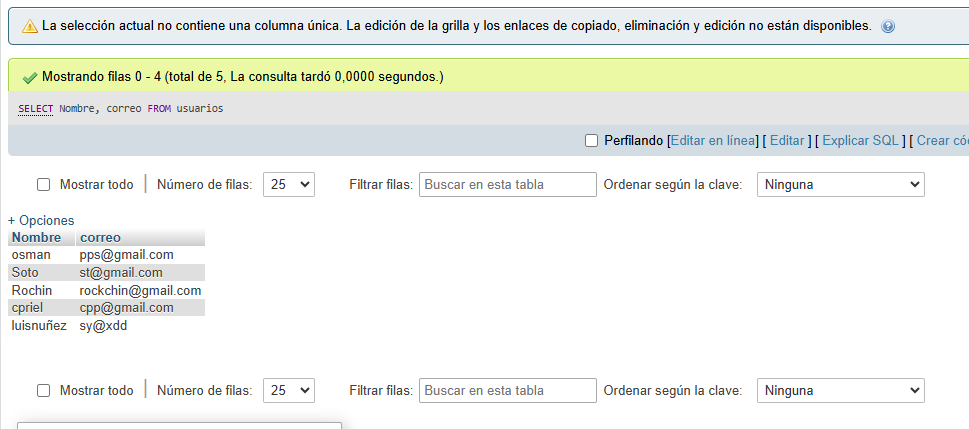 La selección actual no contiene una columna única. La edición de la grilla y los enlaces de copiado, eliminación y edición no están disponibles.
Mostrando filas 0 - 4 (total de 5, La consulta tardó 0,0000 segundos.)
SELECT Nombre, correo FROM usuarios
Perfilando [Editar en línea] [ Editar ] [ Explicar SQL ] [ Crear có
Mostrar todo | Número de filas: 25 Filtrar filas: Buscar en esta tabla Ordenar según la clave: Ninguna
+ Opciones
Nombre correo
osman pps@gmail.com
Soto st@gmail.com
Rochin rockchin@gmail.com
cpriel cpp@gmail.com
luisnuñez sy@xdd
Mostrar todo | Número de filas: 25 Filtrar filas: Buscar en esta tabla Ordenar según la clave: Ninguna